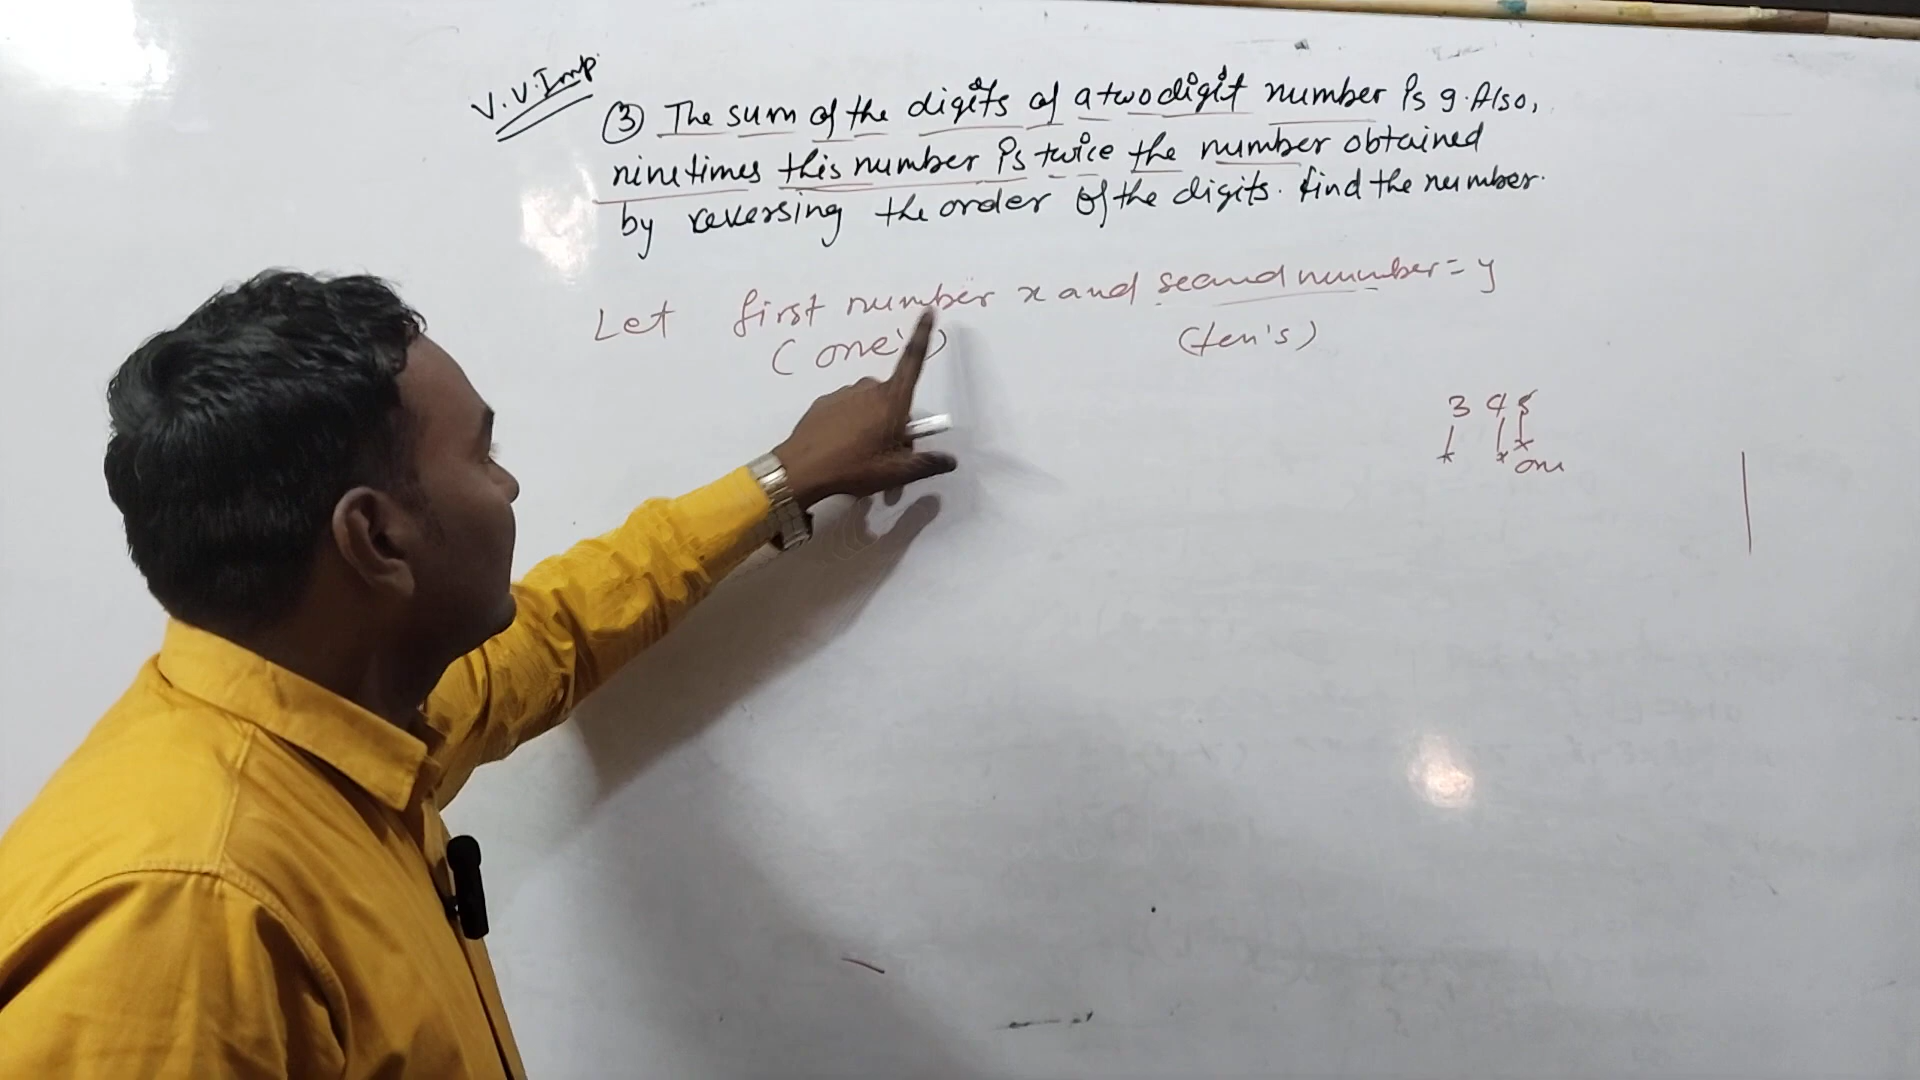 V.V.Imp.
③ The sum of the digits of a two digit number is 9. Also,
nine times this number is twice the number obtained
by reversing the order of the digits. find the number.
Let first number x and second number = y
(one's) (ten's)
3 4 5
one